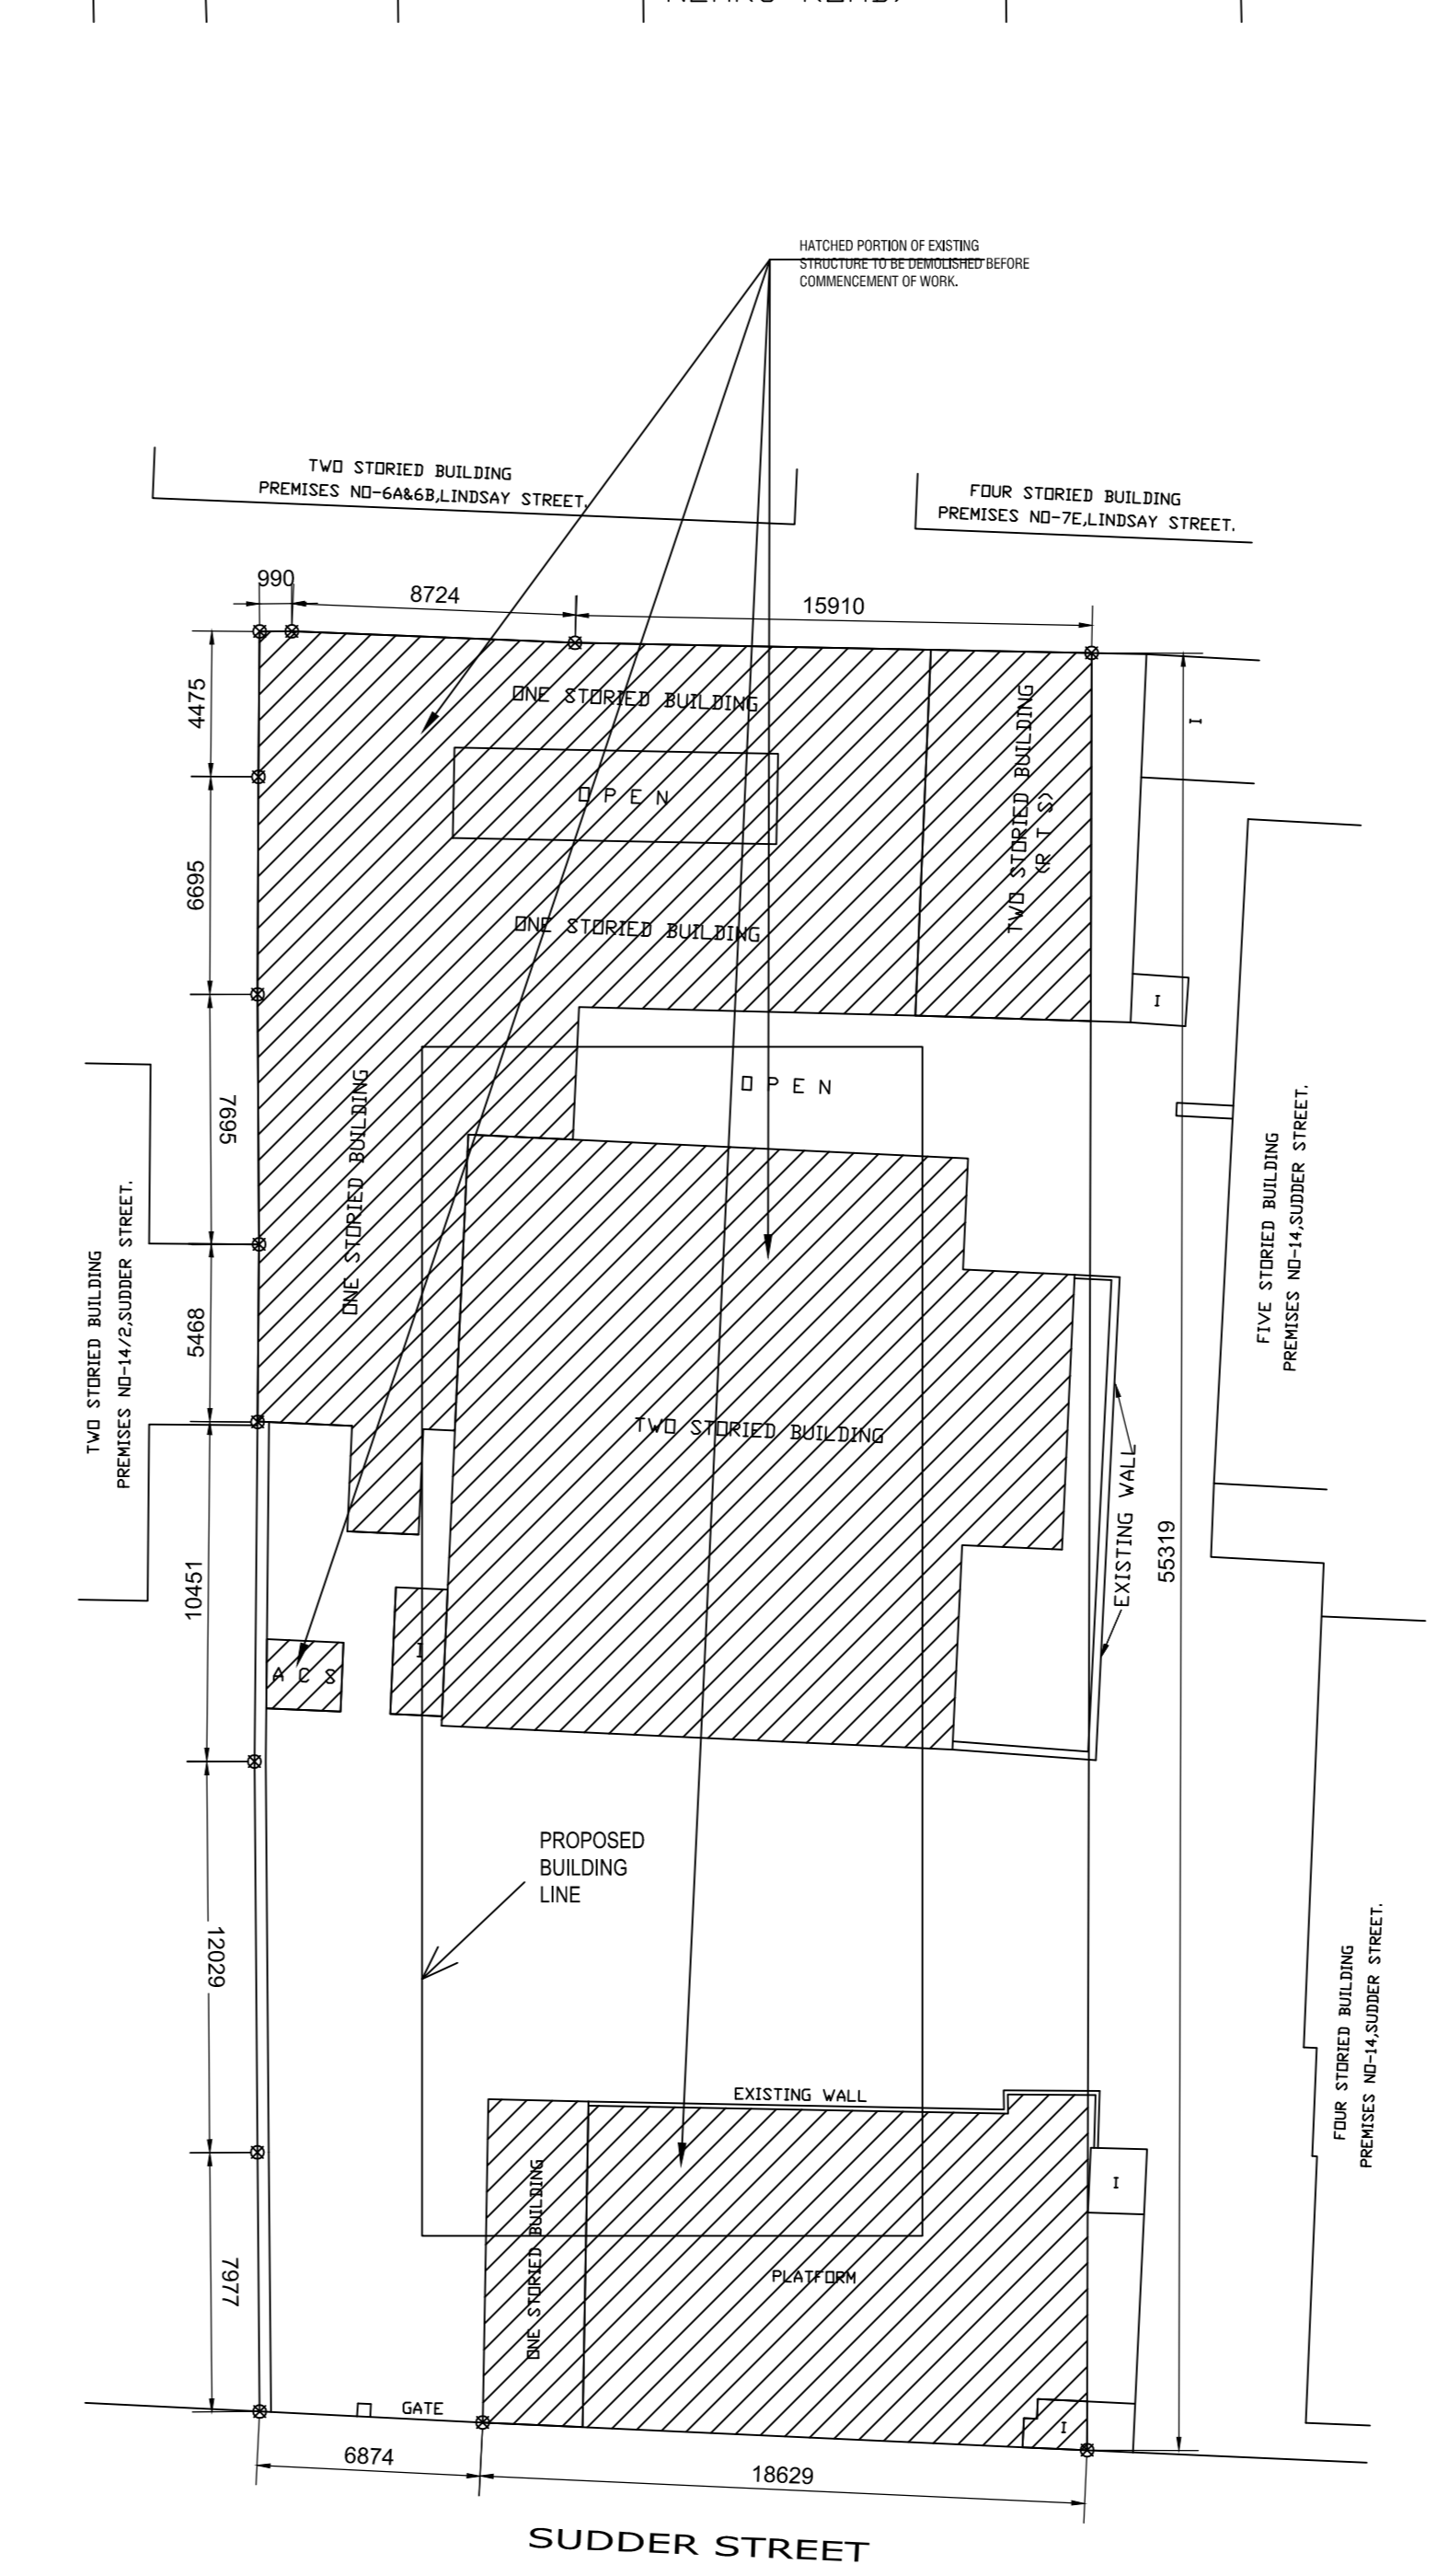 HATCHED PORTION OF EXISTING
STRUCTURE TO BE DEMOLISHED BEFORE
COMMENCEMENT OF WORK.
TWO STORIED BUILDING
PREMISES NO-6A&6B,LINDSAY STREET.
FOUR STORIED BUILDING
PREMISES NO-7E,LINDSAY STREET.
990
8724
15910
4475
ONE STORIED BUILDING
TWO STORIED BUILDING
(R T S)
I
O P E N
6695
ONE STORIED BUILDING
I
7695
ONE STORIED BUILDING
O P E N
TWO STORIED BUILDING
PREMISES NO-14/2,SUDDER STREET.
FIVE STORIED BUILDING
PREMISES NO-14,SUDDER STREET.
5468
TWO STORIED BUILDING
EXISTING WALL
55319
10451
A C S
I
PROPOSED
BUILDING
LINE
12029
FOUR STORIED BUILDING
PREMISES NO-14,SUDDER STREET.
EXISTING WALL
ONE STORIED BUILDING
I
7977
PLATFORM
GATE
I
6874
18629
SUDDER STREET